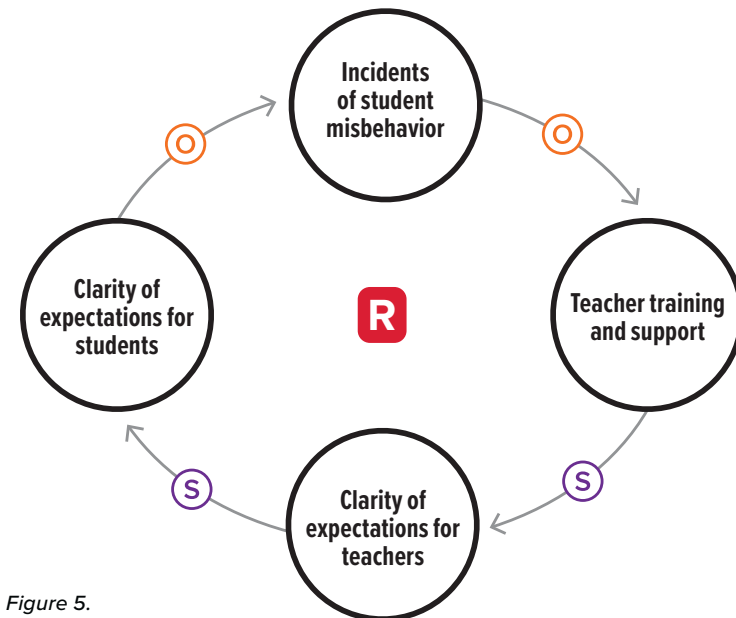 Incidents
of student
misbehavior
O
O
Clarity of
expectations for
students
R
Teacher training
and support
S
S
Clarity of
expectations for
teachers
Figure 5.